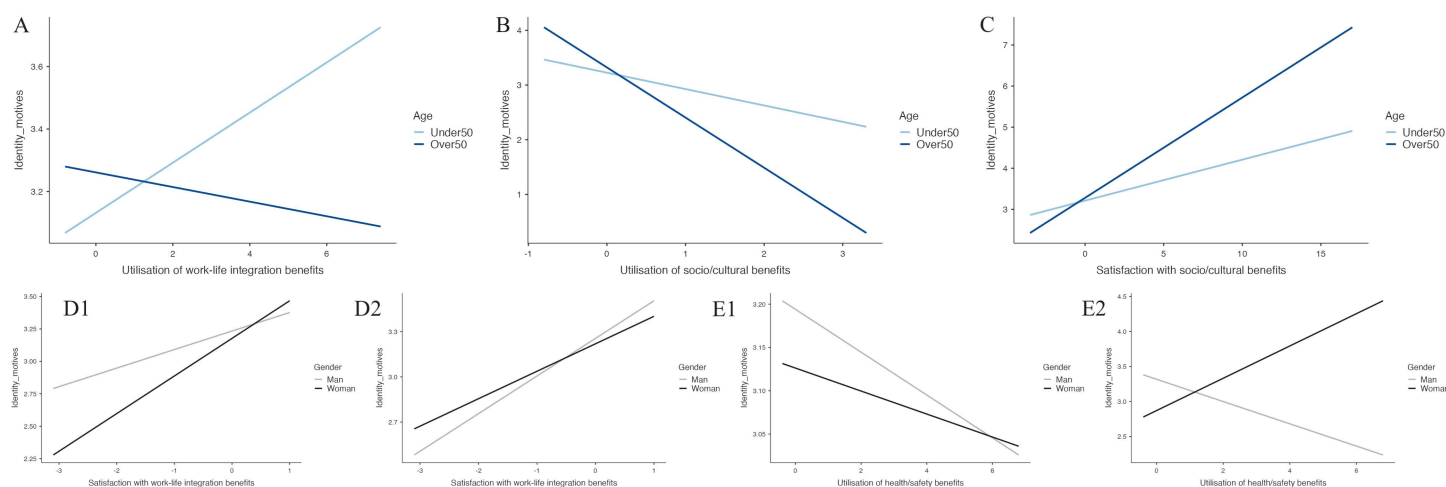 A
Identity_motives
3.6
3.4
3.2
0
2
4
6
Utilisation of work-life integration benefits
Age
Under50
Over50
B
Identity_motives
4
3
2
1
-1
0
1
2
3
Utilisation of socio/cultural benefits
Age
Under50
Over50
C
Identity_motives
7
6
5
4
3
0
5
10
15
Satisfaction with socio/cultural benefits
Age
Under50
Over50
D1
Identity_motives
3.50
3.25
3.00
2.75
2.50
2.25
-3
-2
-1
0
1
Satisfaction with work-life integration benefits
Gender
Man
Woman
D2
Identity_motives
3.3
3.0
2.7
-3
-2
-1
0
1
Satisfaction with work-life integration benefits
Gender
Man
Woman
E1
Identity_motives
3.20
3.15
3.10
3.05
0
2
4
6
Utilisation of health/safety benefits
Gender
Man
Woman
E2
Identity_motives
4.5
4.0
3.5
3.0
2.5
0
2
4
6
Utilisation of health/safety benefits
Gender
Man
Woman